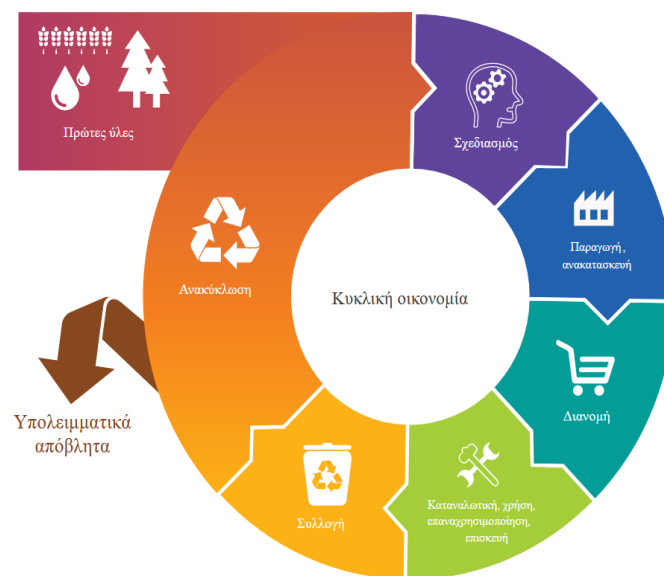 Πρώτες ύλες
Σχεδιασμός
Παραγωγή ,
ανακατασκευή
Ανακύκλωση
Κυκλική οικονομία
Διανομή
Υπολειμματικά
απόβλητα
Καταναλωτική, χρήση,
επαναχρησιμοποίηση,
επισκευή
Συλλογή